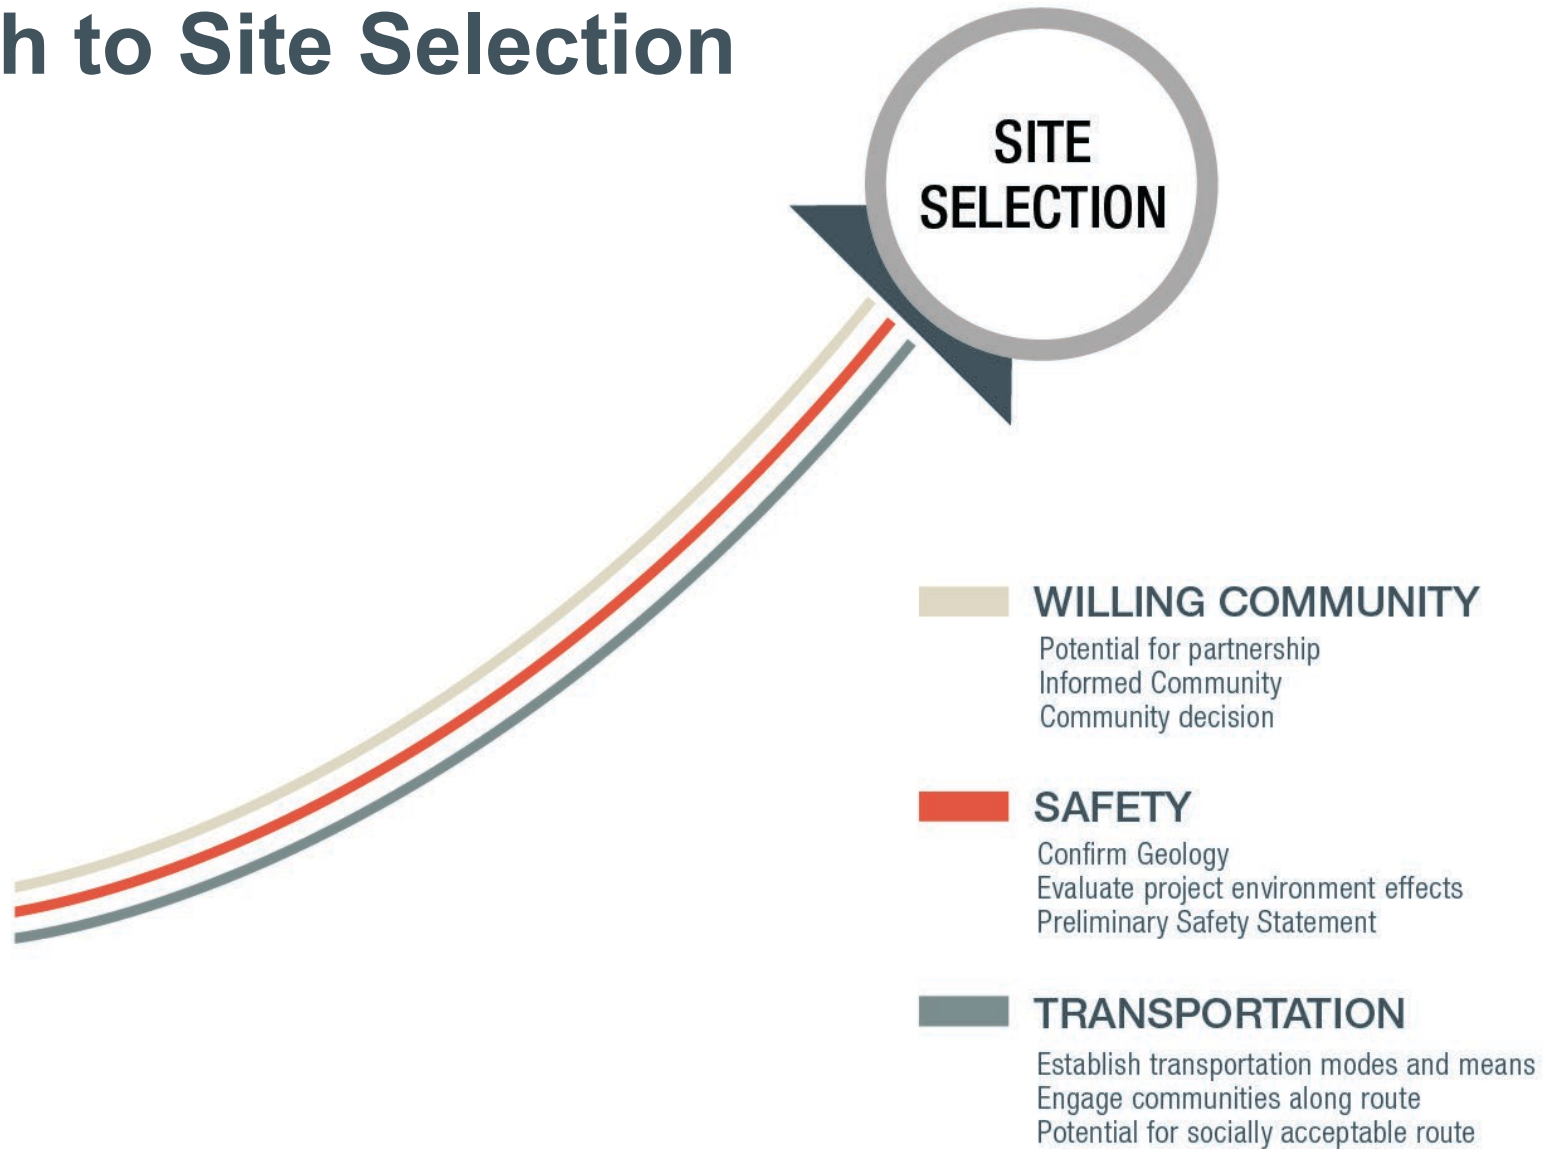 h to Site Selection
SITE
SELECTION
WILLING COMMUNITY
Potential for partnership
Informed Community
Community decision
SAFETY
Confirm Geology
Evaluate project environment effects
Preliminary Safety Statement
TRANSPORTATION
Establish transportation modes and means
Engage communities along route
Potential for socially acceptable route